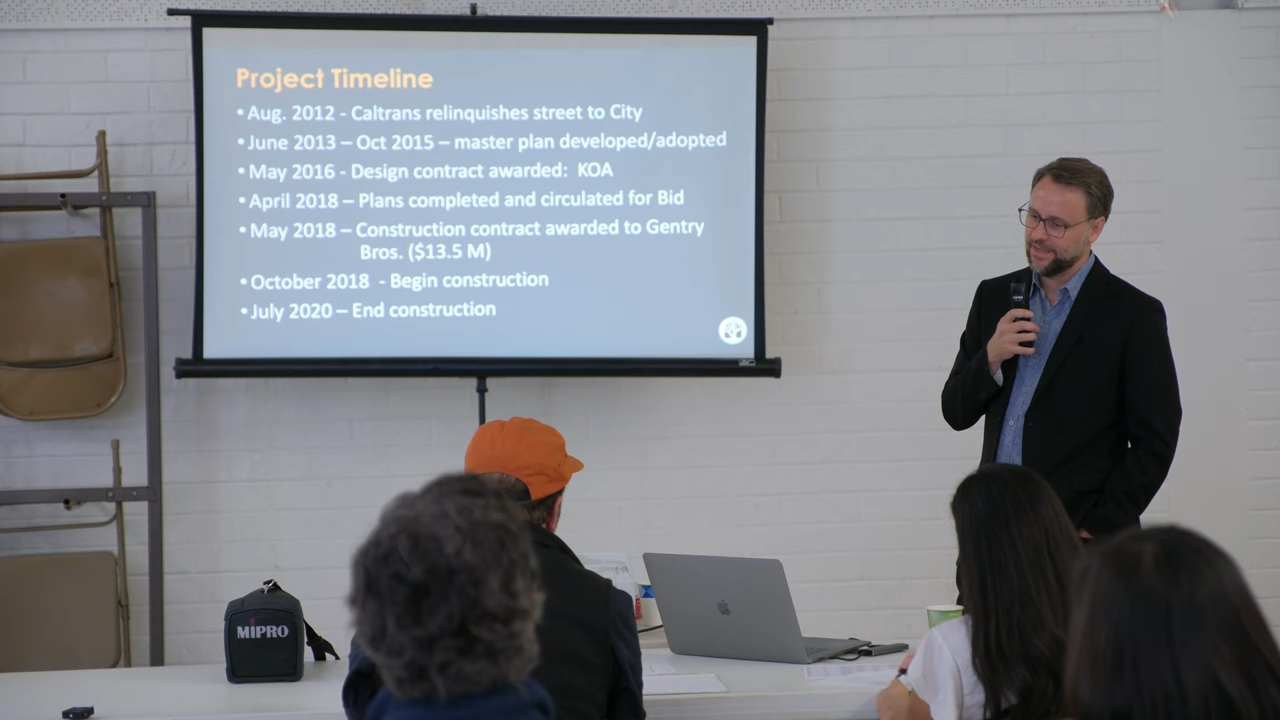 Project Timeline
• Aug. 2012 - Caltrans relinquishes street to City
• June 2013 – Oct 2015 – master plan developed/adopted
• May 2016 - Design contract awarded:  KOA
• April 2018 – Plans completed and circulated for Bid
• May 2018 – Construction contract awarded to Gentry
Bros. ($13.5 M)
• October 2018  - Begin construction
• July 2020 – End construction
MIPRO